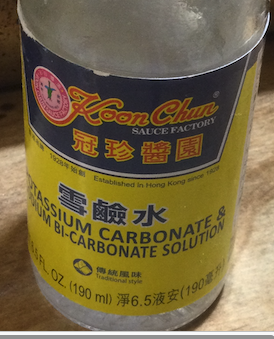 Koon Chun
SAUCE FACTORY
冠珍醬園
Established in Hong Kong since 1928
雪鹼水
POTASSIUM CARBONATE &
SODIUM BI-CARBONATE SOLUTION
傳統風味
Traditional style
FL. OZ. (190 ml) 淨6.5液安(190毫升)